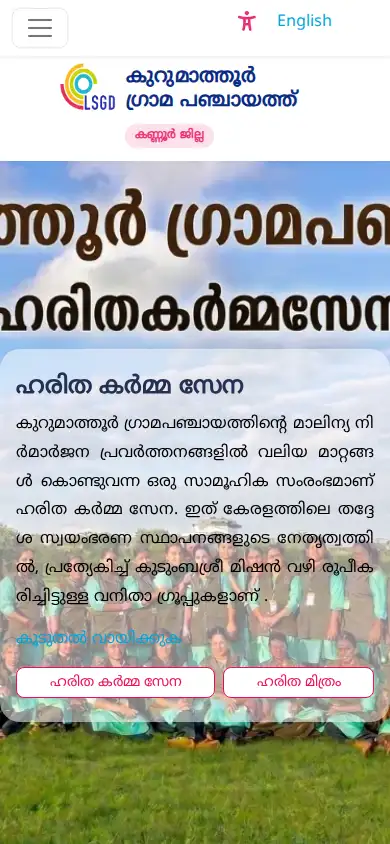 English
കുറുമാത്തൂർ
ഗ്രാമ പഞ്ചായത്ത്
LSGD
കണ്ണൂർ ജില്ല
ത്തൂർ ഗ്രാമപഞ
ഹരിതകർമ്മസേന
ഹരിത കർമ്മ സേന
കുറുമാത്തൂർ ഗ്രാമപഞ്ചായത്തിന്റെ മാലിന്യ നി
ർമാർജന പ്രവർത്തനങ്ങളിൽ വലിയ മാറ്റങ്ങ
ൾ കൊണ്ടുവന്ന ഒരു സാമൂഹിക സംരംഭമാണ്
ഹരിത കർമ്മ സേന. ഇത് കേരളത്തിലെ തദ്ദേ
ശ സ്വയംഭരണ സ്ഥാപനങ്ങളുടെ നേതൃത്വത്തി
ൽ, പ്രത്യേകിച്ച് കുടുംബശ്രീ മിഷൻ വഴി രൂപീക
രിച്ചിട്ടുള്ള വനിതാ ഗ്രൂപ്പുകളാണ് .
കൂടുതൽ വായിക്കുക
ഹരിത കർമ്മ സേന
ഹരിത മിത്രം